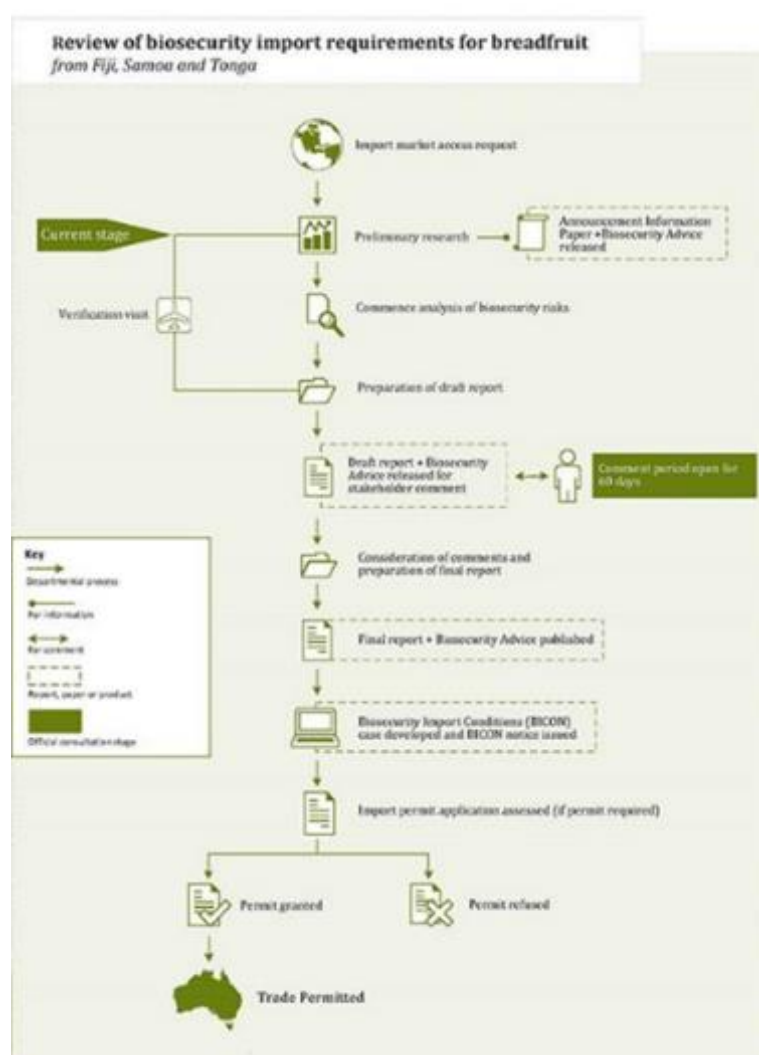 Review of biosecurity import requirements for breadfruit
from Fiji, Samoa and Tonga
Import market access request
Current stage
Preliminary research
Announcement Information
Paper +Biosecurity Advice
released
Verification visit
Commence analysis of biosecurity risks
Preparation of draft report
Draft report + Biosecurity
Advice released for
stakeholder comment
Comment period open for
60 days
Consideration of comments and
preparation of final report
Key
Departmental process
For information
For comment
Report, paper or product
Official consultation stage
Final report + Biosecurity Advice published
Biosecurity Import Conditions (BICON)
case developed and BICON notice issued
Import permit application assessed (if permit required)
Permit granted
Permit refused
Trade Permitted